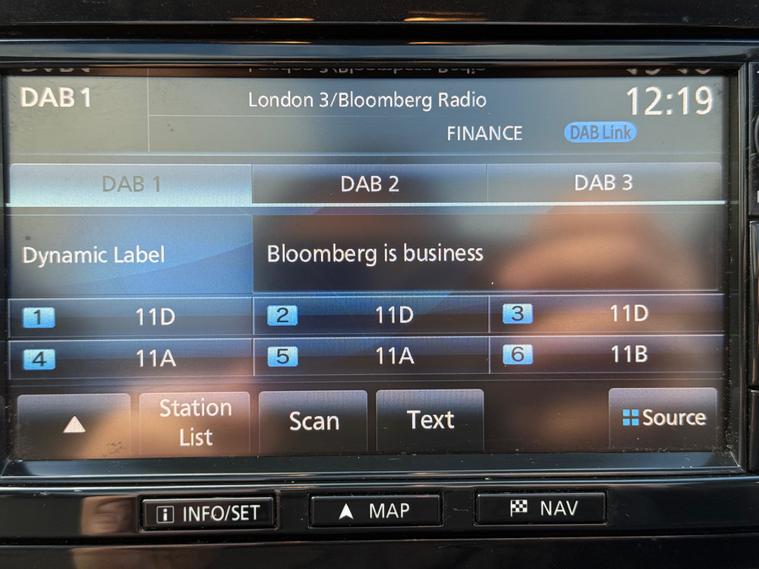 DAB 1
London 3/Bloomberg Radio
12:19
FINANCE
DAB Link
DAB 1
DAB 2
DAB 3
Dynamic Label
Bloomberg is business
1 11D
2 11D
3 11D
4 11A
5 11A
6 11B
Station
List
Scan
Text
Source
INFO/SET
MAP
NAV